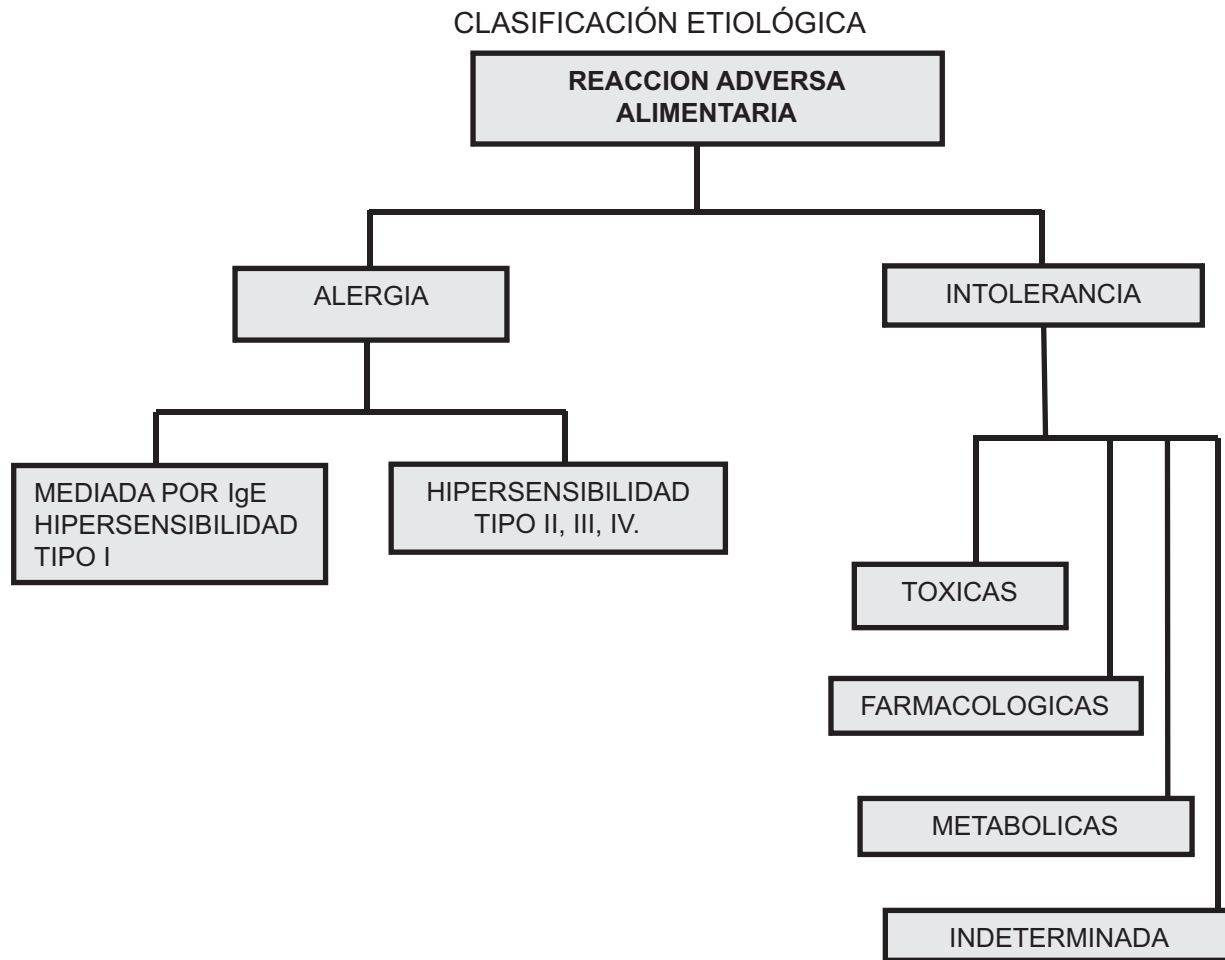 CLASIFICACIÓN ETIOLÓGICA
REACCION ADVERSA
ALIMENTARIA
ALERGIA
INTOLERANCIA
MEDIADA POR IgE
HIPERSENSIBILIDAD
TIPO I
HIPERSENSIBILIDAD
TIPO II, III, IV.
TOXICAS
FARMACOLOGICAS
METABOLICAS
INDETERMINADA